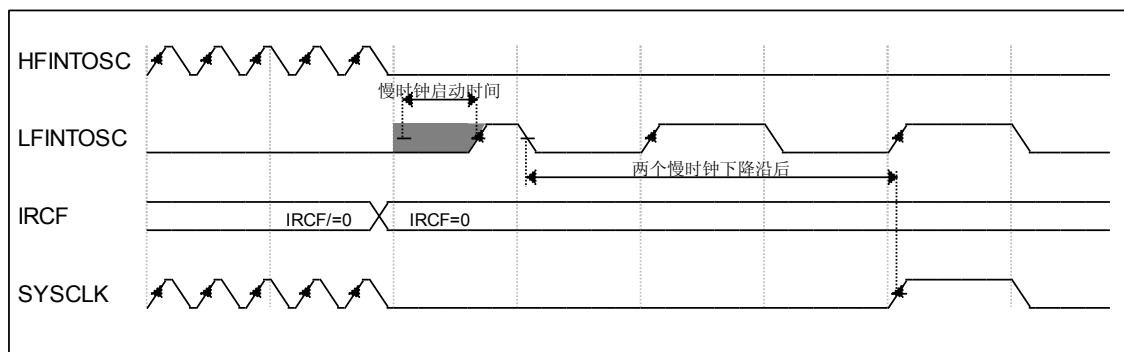 HFINTOSC
慢时钟启动时间
LFINTOSC
两个慢时钟下降沿后
IRCF
IRCF/=0
IRCF=0
SYSCLK